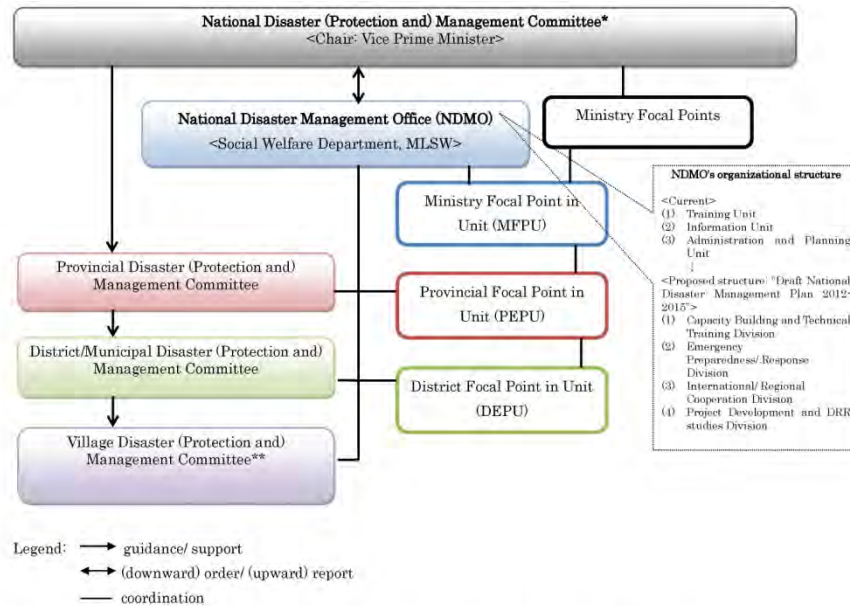 National Disaster (Protection and) Management Committee*
<Chair: Vice Prime Minister>
National Disaster Management Office (NDMO)
<Social Welfare Department, MLSW>
Ministry Focal Points
Ministry Focal Point in
Unit (MFPU)
Provincial Disaster (Protection and)
Management Committee
Provincial Focal Point in
Unit (PEPU)
District/Municipal Disaster (Protection and)
Management Committee
District Focal Point in Unit
(DEPU)
Village Disaster (Protection and)
Management Committee**
NDMO's organizational structure
<Current>
(1) Training Unit
(2) Information Unit
(3) Administration and Planning
Unit
↓
<Proposed structure: "Draft National
Disaster Management Plan 2012-
2015">
(1) Capacity Building and Technical
Training Division
(2) Emergency
Preparedness/ Response
Division
(3) International/ Regional
Cooperation Division
(4) Project Development and DRR
studies Division
Legend: guidance/ support
(downward) order/ (upward) report
coordination